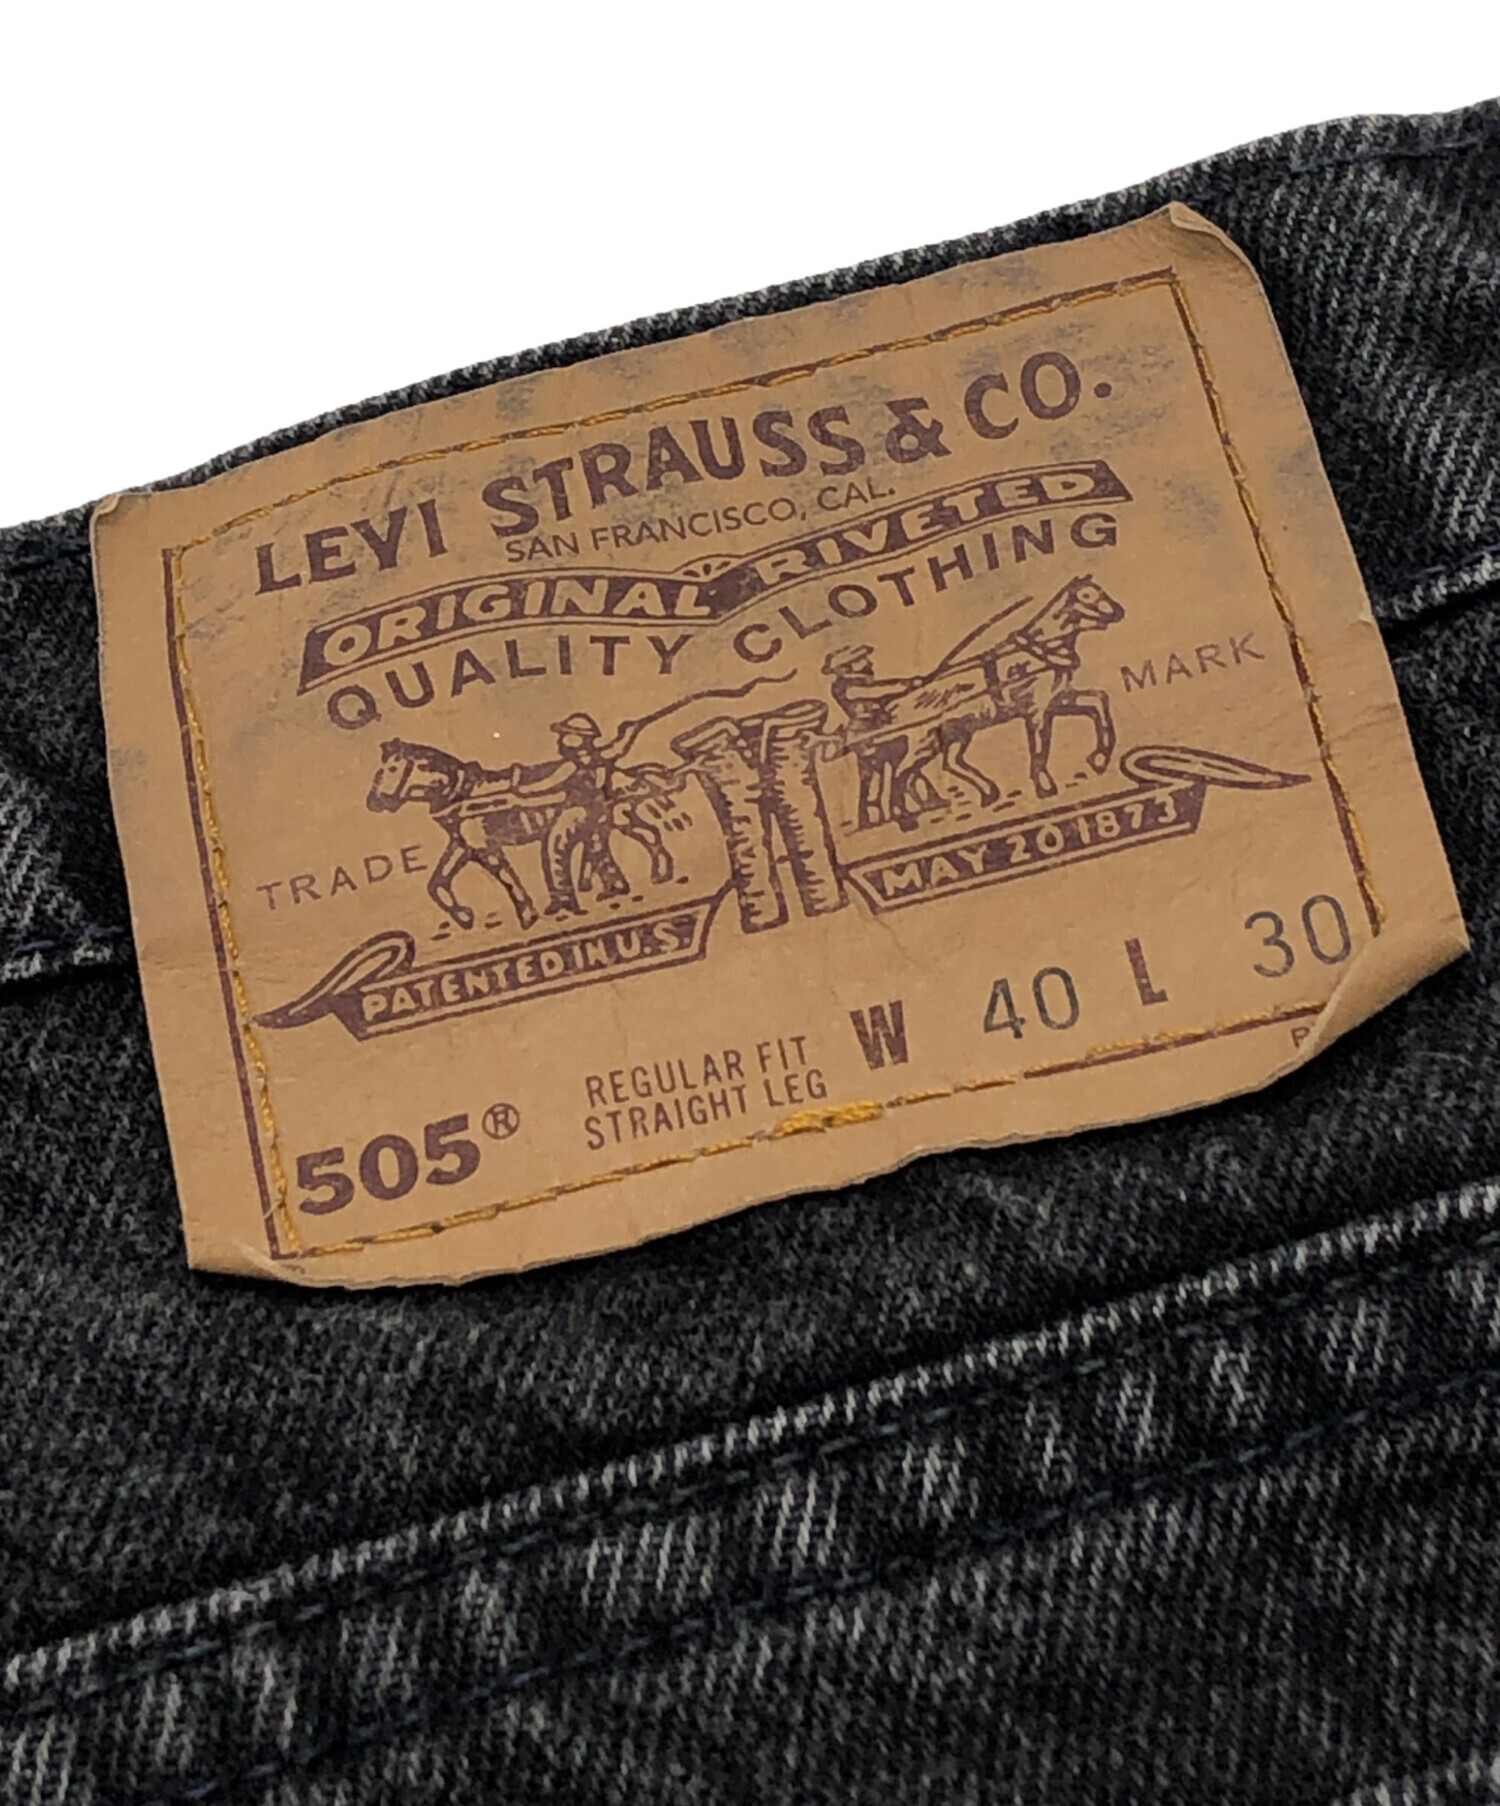 LEVI STRAUSS & CO.
SAN FRANCISCO, CAL.
ORIGINAL RIVETED
QUALITY CLOTHING
TRADE MARK
PATENTED IN U.S.
MAY 20 1873
505®
REGULAR FIT
STRAIGHT LEG
W 40 L 30